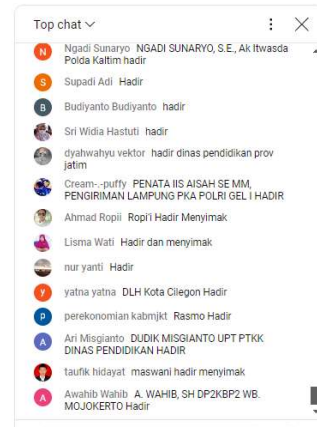 Top chat
N Ngadi Sunaryo NGADI SUNARYO, S.E., Ak Itwasda
Polda Kaltim hadir
S Supadi Adi Hadir
B Budiyanto Budiyanto hadir
Sri Widia Hastuti hadir
dyahwahyu vektor hadir dinas pendidikan prov
jatim
Cream-.-puffy PENATA IIS AISAH SE MM,
PENGIRIMAN LAMPUNG PKA POLRI GEL I HADIR
Ahmad Ropii Ropi'i Hadir Menyimak
Lisma Wati Hadir dan menyimak
nur yanti Hadir
y yatna yatna DLH Kota Cilegon Hadir
p perekonomian kabmjkt Rasmo Hadir
A Ari Misgianto DUDIK MISGIANTO UPT PTKK
DINAS PENDIDIKAN HADIR
taufik hidayat maswani hadir menyimak
A Awahib Wahib A. WAHIB, SH DP2KBP2 WB.
MOJOKERTO Hadir